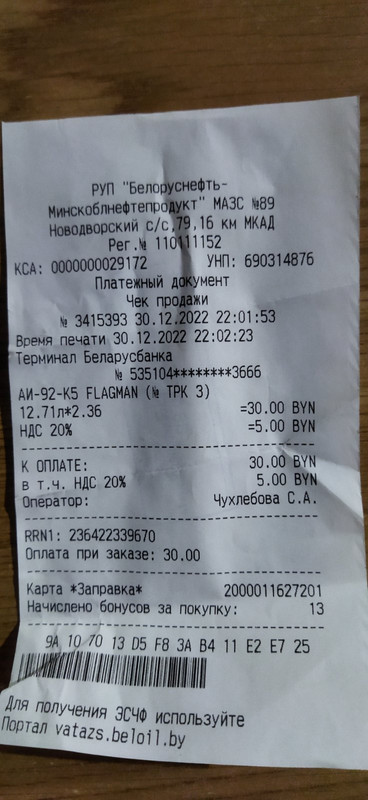 РУП "Белоруснефть-
Минскоблнефтепродукт" МАЗС №89
Новодворский с/с,79,16 км МКАД
Рег.№ 110111152
КСА: 0000000029172 УНП: 690314876
Платежный документ
Чек продажи
№ 3415393 30.12.2022 22:01:53
Время печати 30.12.2022 22:02:23
Терминал Беларусбанка
№ 535104********3666
АИ-92-К5 FLAGMAN (№ ТРК 3)
12.71л*2.36 =30.00 BYN
НДС 20% =5.00 BYN
К ОПЛАТЕ: 30.00 BYN
в т.ч. НДС 20% 5.00 BYN
Оператор: Чухлебова С.А.
RRN1: 236422339670
Оплата при заказе: 30.00
Карта *Заправка* 2000011627201
Начислено бонусов за покупку: 13
9A 10 70 13 D5 F8 3A B4 11 E2 E7 25
Для получения ЭСЧФ используйте
Портал vatazs.beloil.by